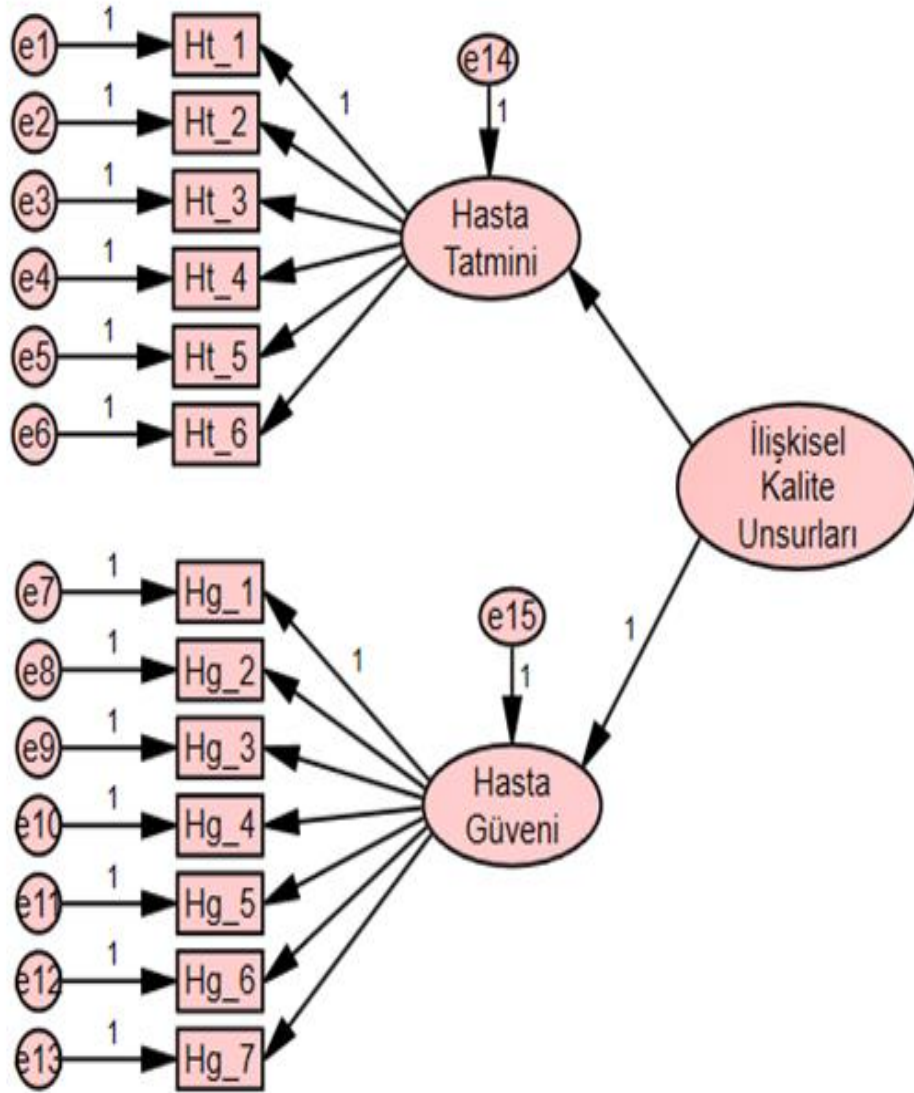 e1 1 Ht_1
e2 1 Ht_2
e3 1 Ht_3
e4 1 Ht_4
e5 1 Ht_5
e6 1 Ht_6
1
e14
1
Hasta
Tatmini
İlişkisel
Kalite
Unsurları
1
e7 1 Hg_1
e8 1 Hg_2
e9 1 Hg_3
e10 1 Hg_4
e11 1 Hg_5
e12 1 Hg_6
e13 1 Hg_7
1
e15
1
Hasta
Güveni